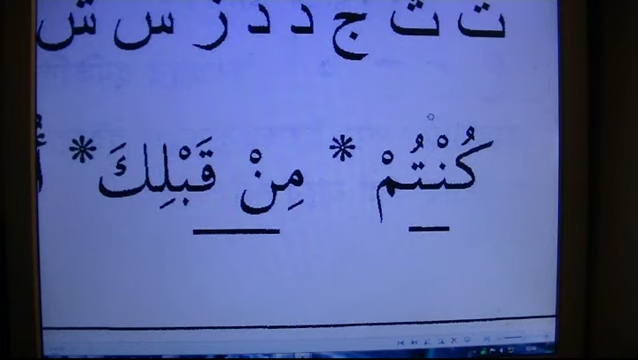 ت ث ج د ذ ز س ش
كُنْتُمْ * مِنْ قَبْلِكَ *